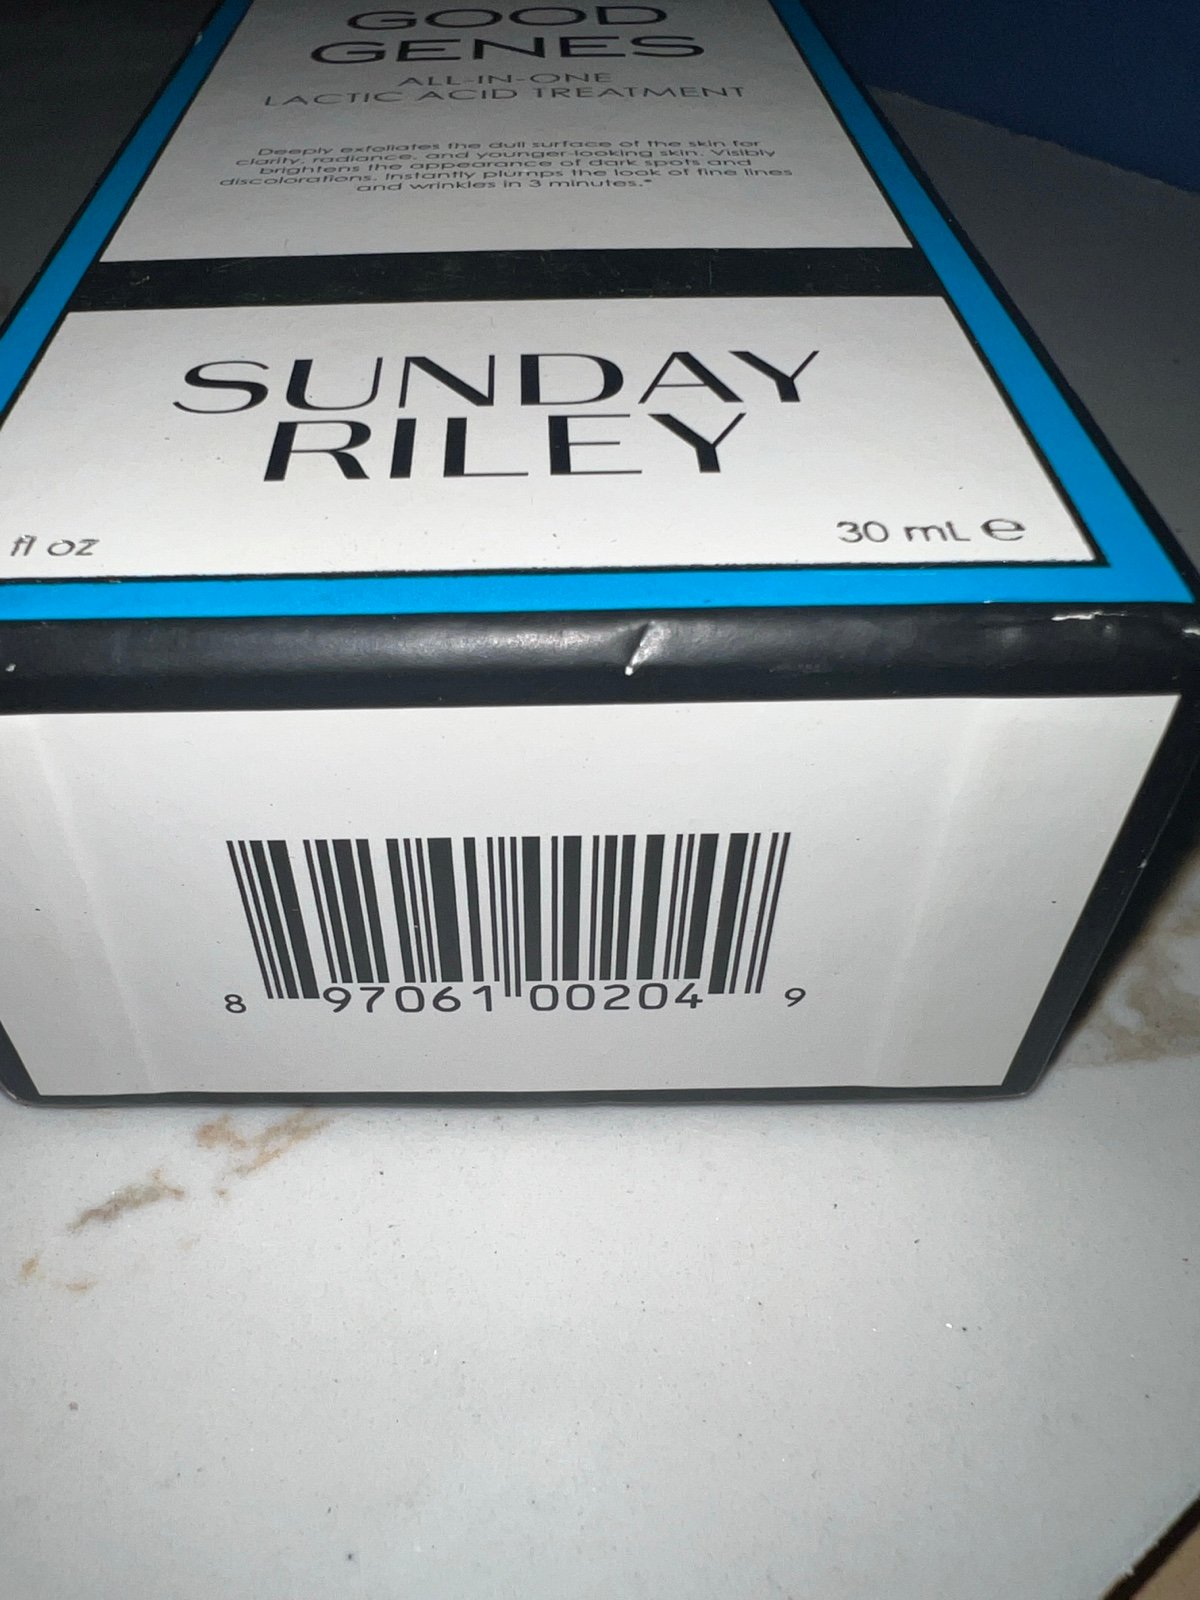 GOOD
GENES
ALL-IN-ONE
LACTIC ACID TREATMENT
Deeply exfoliates the dull surface of the skin for
clarity, radiance, and younger-looking skin. Visibly
brightens the appearance of dark spots and
discolorations. Instantly plumps the look of fine lines
and wrinkles in 3 minutes.*
SUNDAY
RILEY
fl oz
30 mL ℮
8 97061 00204 9